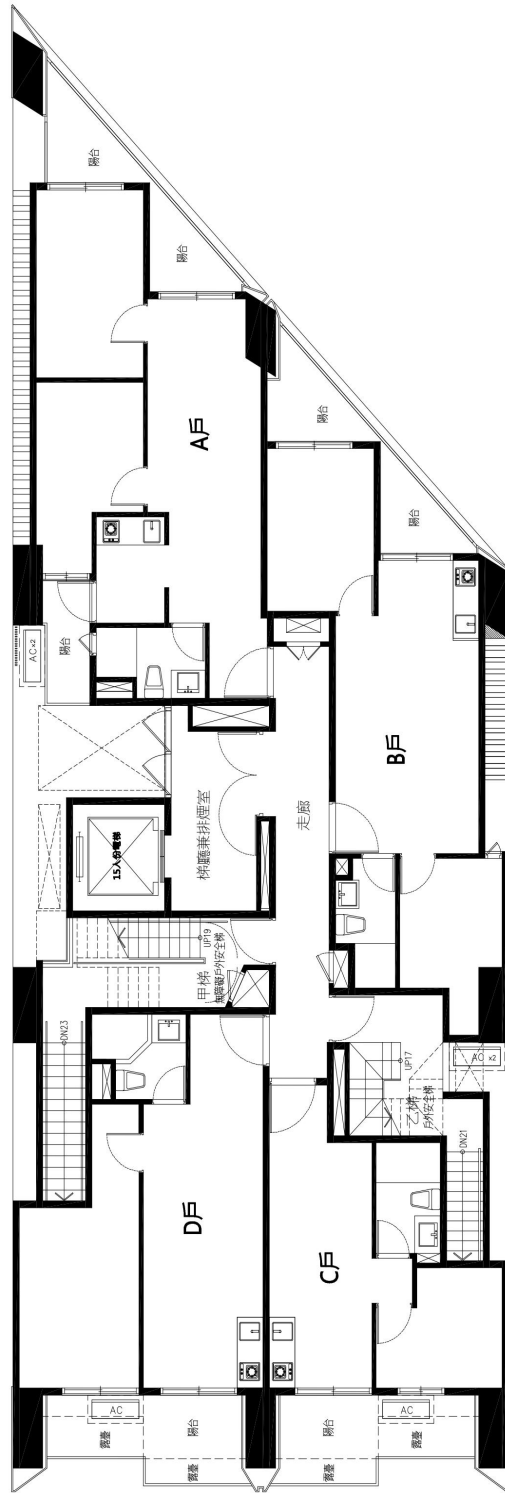 陽台
陽台
A戶
陽台
陽台
AC×2
陽台
B戶
走廊
梯廳兼排煙室
15人份電梯
UP19
甲梯
無障礙戶外安全梯
DN23
UP17
AC ×2
乙梯
戶外安全梯
DN21
D戶
C戶
AC
露臺
陽台
露臺
陽台
露臺
AC
露臺